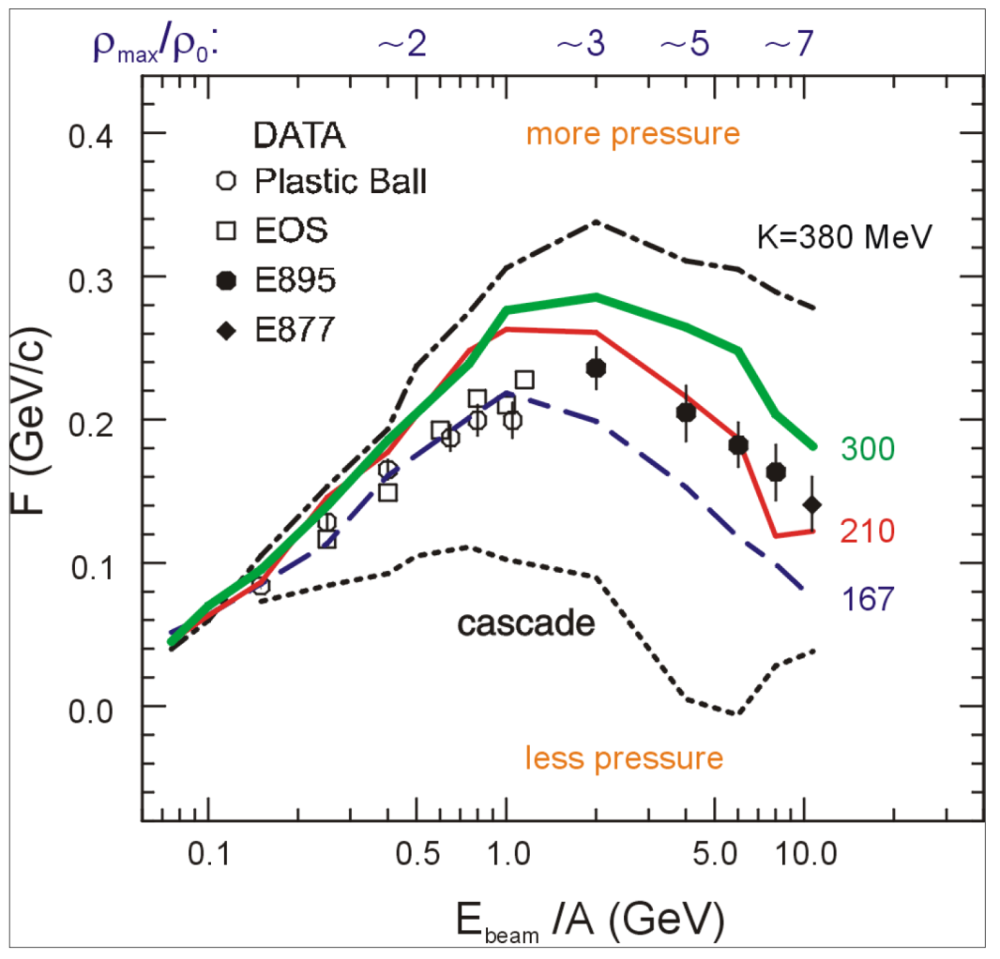 ρmax/ρ0: ~2 ~3 ~5 ~7
DATA
Plastic Ball
EOS
E895
E877
more pressure
K=380 MeV
300
210
167
cascade
less pressure
F (GeV/c)
0.4
0.3
0.2
0.1
0.0
0.1 0.5 1.0 5.0 10.0
Ebeam /A (GeV)